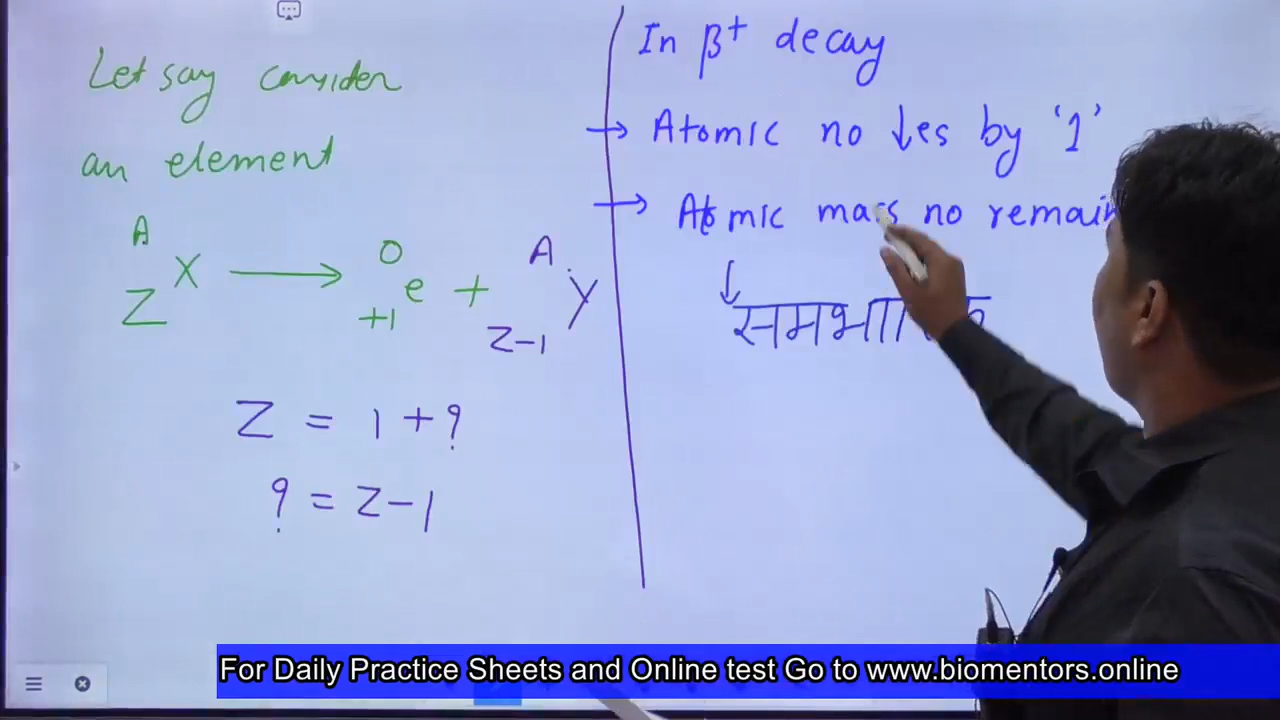 Let say consider
an element
A
Z X → 0 +1 e + A Z-1 Y
Z = 1 + ?
? = Z-1
In β+ decay
→ Atomic no ↓es by '1'
→ Atomic mass no
↓
For Daily Practice Sheets and Online test Go to www.biomentors.online